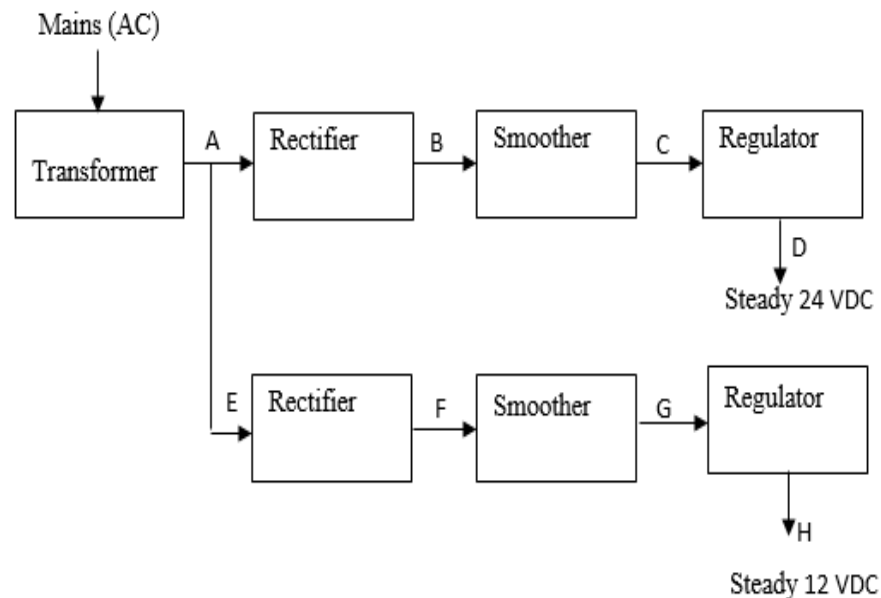 Mains (AC)
Transformer
A
Rectifier
B
Smoother
C
Regulator
D
Steady 24 VDC
E
Rectifier
F
Smoother
G
Regulator
H
Steady 12 VDC